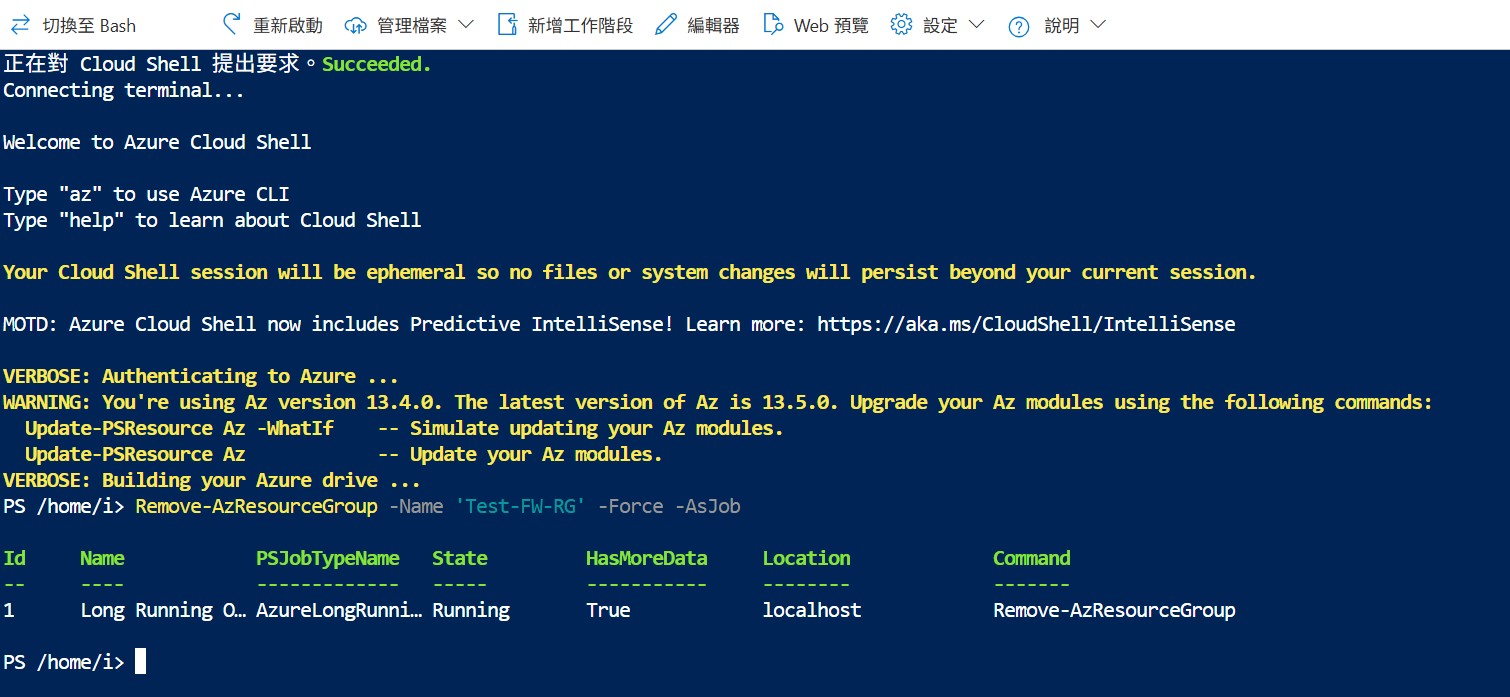 切換至 Bash 重新啟動 管理檔案 新增工作階段 編輯器 Web 預覽 設定 說明
正在對 Cloud Shell 提出要求。Succeeded.
Connecting terminal...
Welcome to Azure Cloud Shell
Type "az" to use Azure CLI
Type "help" to learn about Cloud Shell
Your Cloud Shell session will be ephemeral so no files or system changes will persist beyond your current session.
MOTD: Azure Cloud Shell now includes Predictive IntelliSense! Learn more: https://aka.ms/CloudShell/IntelliSense
VERBOSE: Authenticating to Azure ...
WARNING: You're using Az version 13.4.0. The latest version of Az is 13.5.0. Upgrade your Az modules using the following commands:
  Update-PSResource Az -WhatIf    -- Simulate updating your Az modules.
  Update-PSResource Az            -- Update your Az modules.
VERBOSE: Building your Azure drive ...
PS /home/i> Remove-AzResourceGroup -Name 'Test-FW-RG' -Force -AsJob
Id     Name            PSJobTypeName   State         HasMoreData     Location             Command
--     ----            -------------   -----         -----------     --------             -------
1      Long Running O… AzureLongRunni… Running       True            localhost            Remove-AzResourceGroup
PS /home/i>